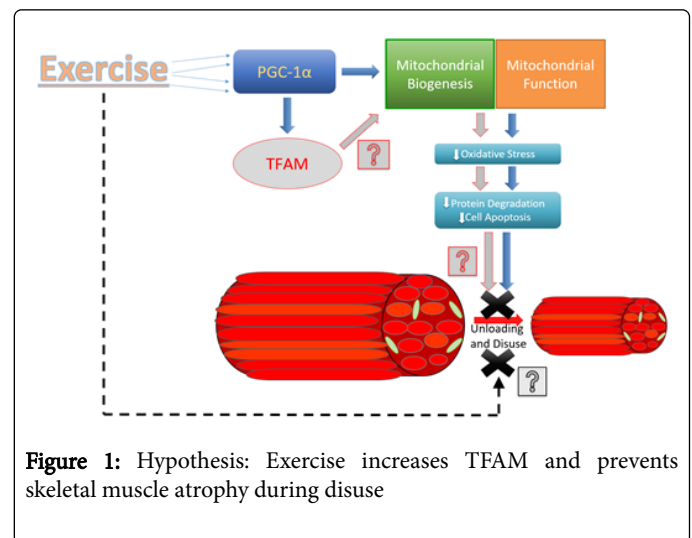 Exercise
PGC-1α
Mitochondrial
Biogenesis
Mitochondrial
Function
TFAM
?
⬇Oxidative Stress
⬇Protein Degradation
⬇Cell Apoptosis
?
Unloading
and Disuse
?
Figure 1: Hypothesis: Exercise increases TFAM and prevents
skeletal muscle atrophy during disuse